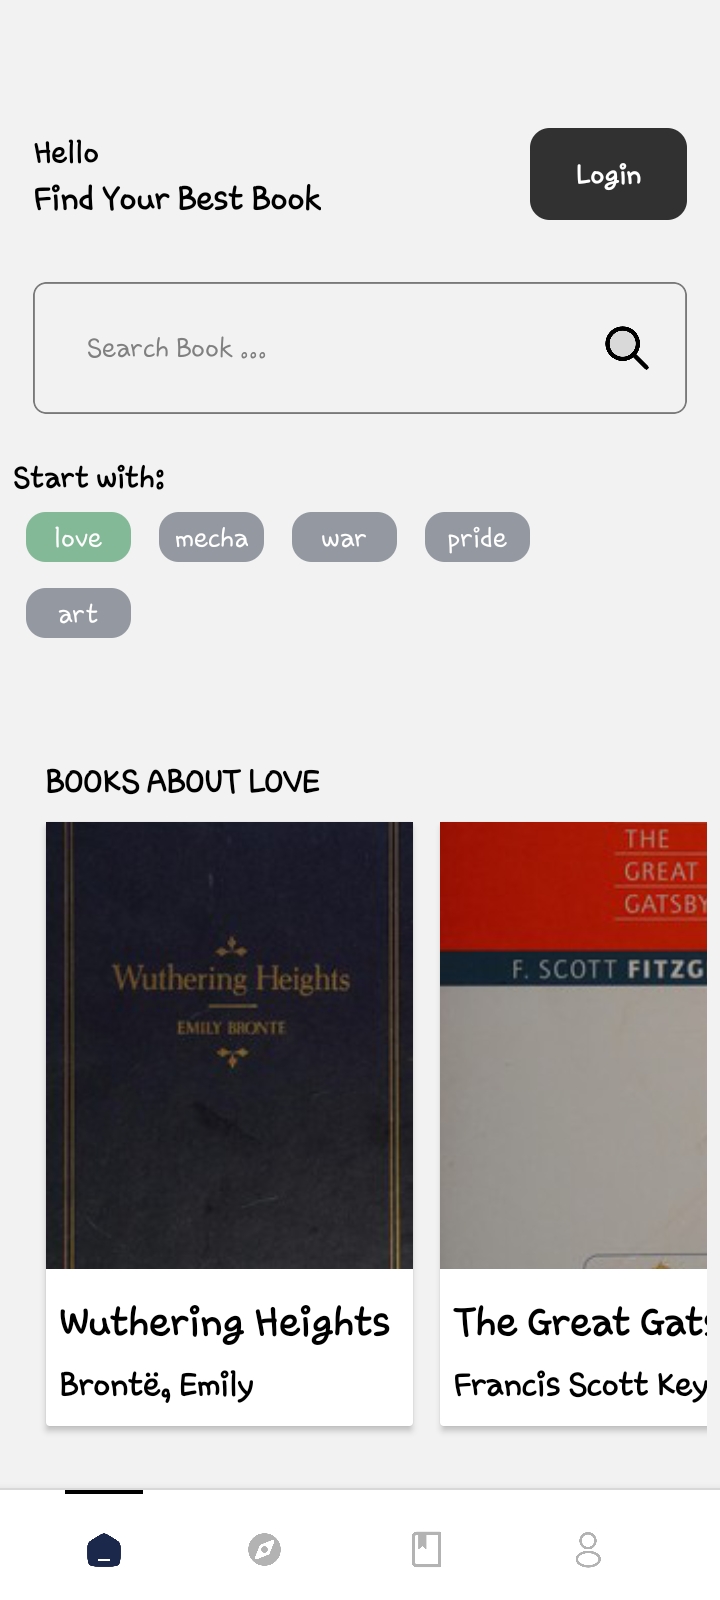 Hello
Find Your Best Book
Login
Search Book ...
Start with:
love
mecha
war
pride
art
BOOKS ABOUT LOVE
Wuthering Heights
EMILY BRONTË
THE
GREAT
GATSBY
F. SCOTT FITZG
Wuthering Heights
Brontë, Emily
The Great Gats
Francis Scott Key